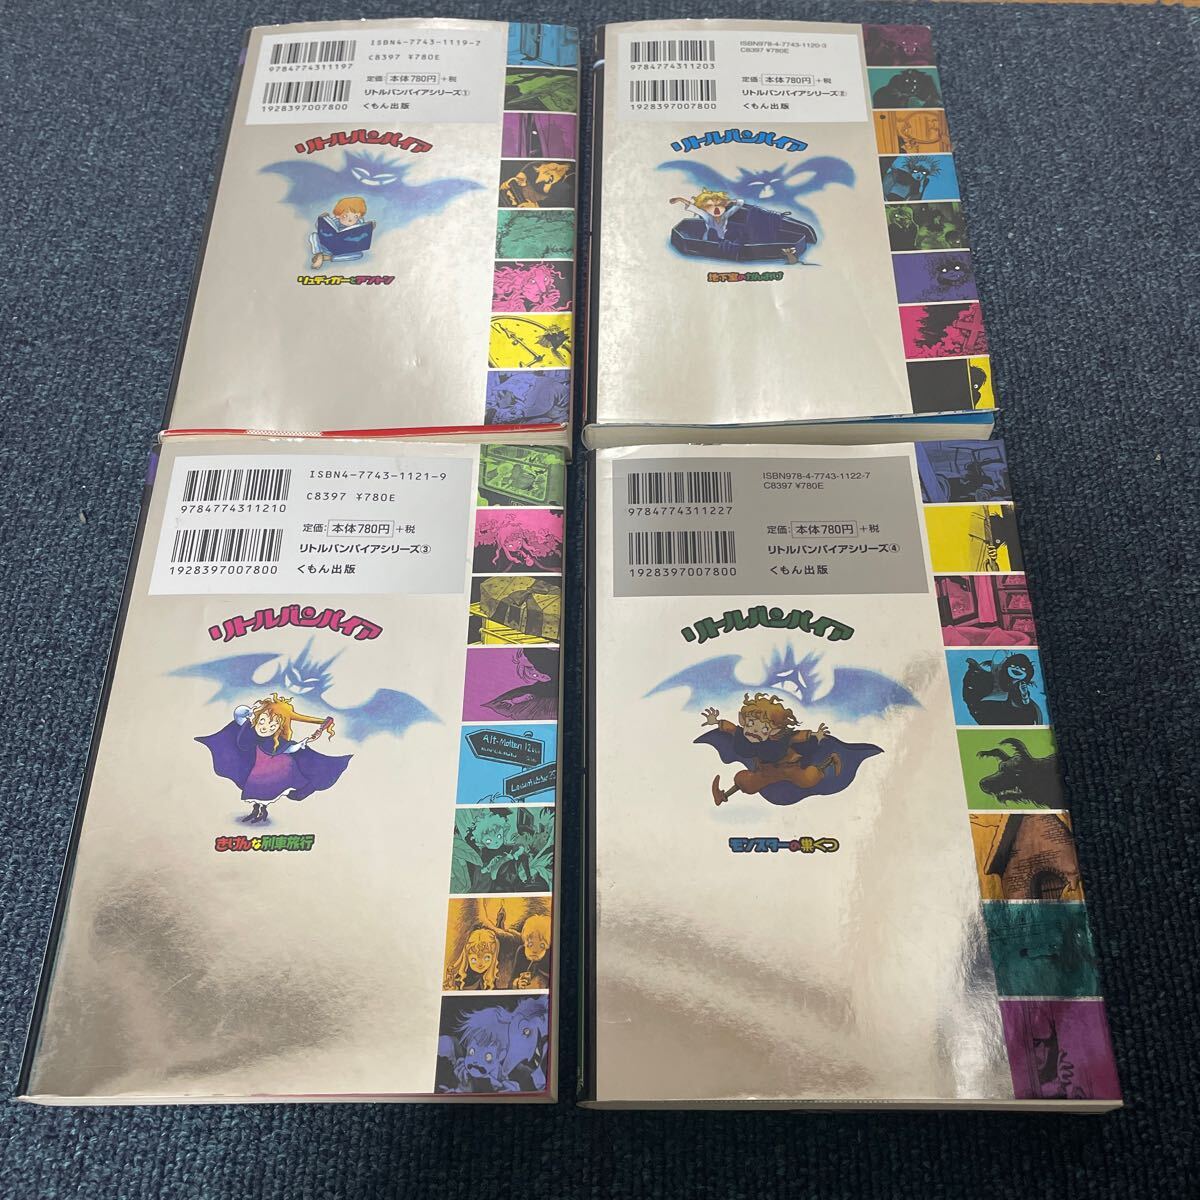 ISBN4-7743-1119-7
C8397 ¥780E
9784774311197
定価:本体780円+税
1928397007800
リトルバンパイアシリーズ①
くもん出版
リトルバンパイア
リュディガーとアントン
ISBN978-4-7743-1120-3
C8397 ¥780E
9784774311203
定価:本体780円+税
1928397007800
リトルバンパイアシリーズ②
くもん出版
リトルバンパイア
地下室のかんおけ
ISBN4-7743-1121-9
C8397 ¥780E
9784774311210
定価:本体780円+税
1928397007800
リトルバンパイアシリーズ③
くもん出版
リトルバンパイア
きけんな列車旅行
Alt-Motten 12
ISBN978-4-7743-1122-7
C8397 ¥780E
9784774311227
定価:本体780円+税
1928397007800
リトルバンパイアシリーズ④
くもん出版
リトルバンパイア
モンスターの巣くつ